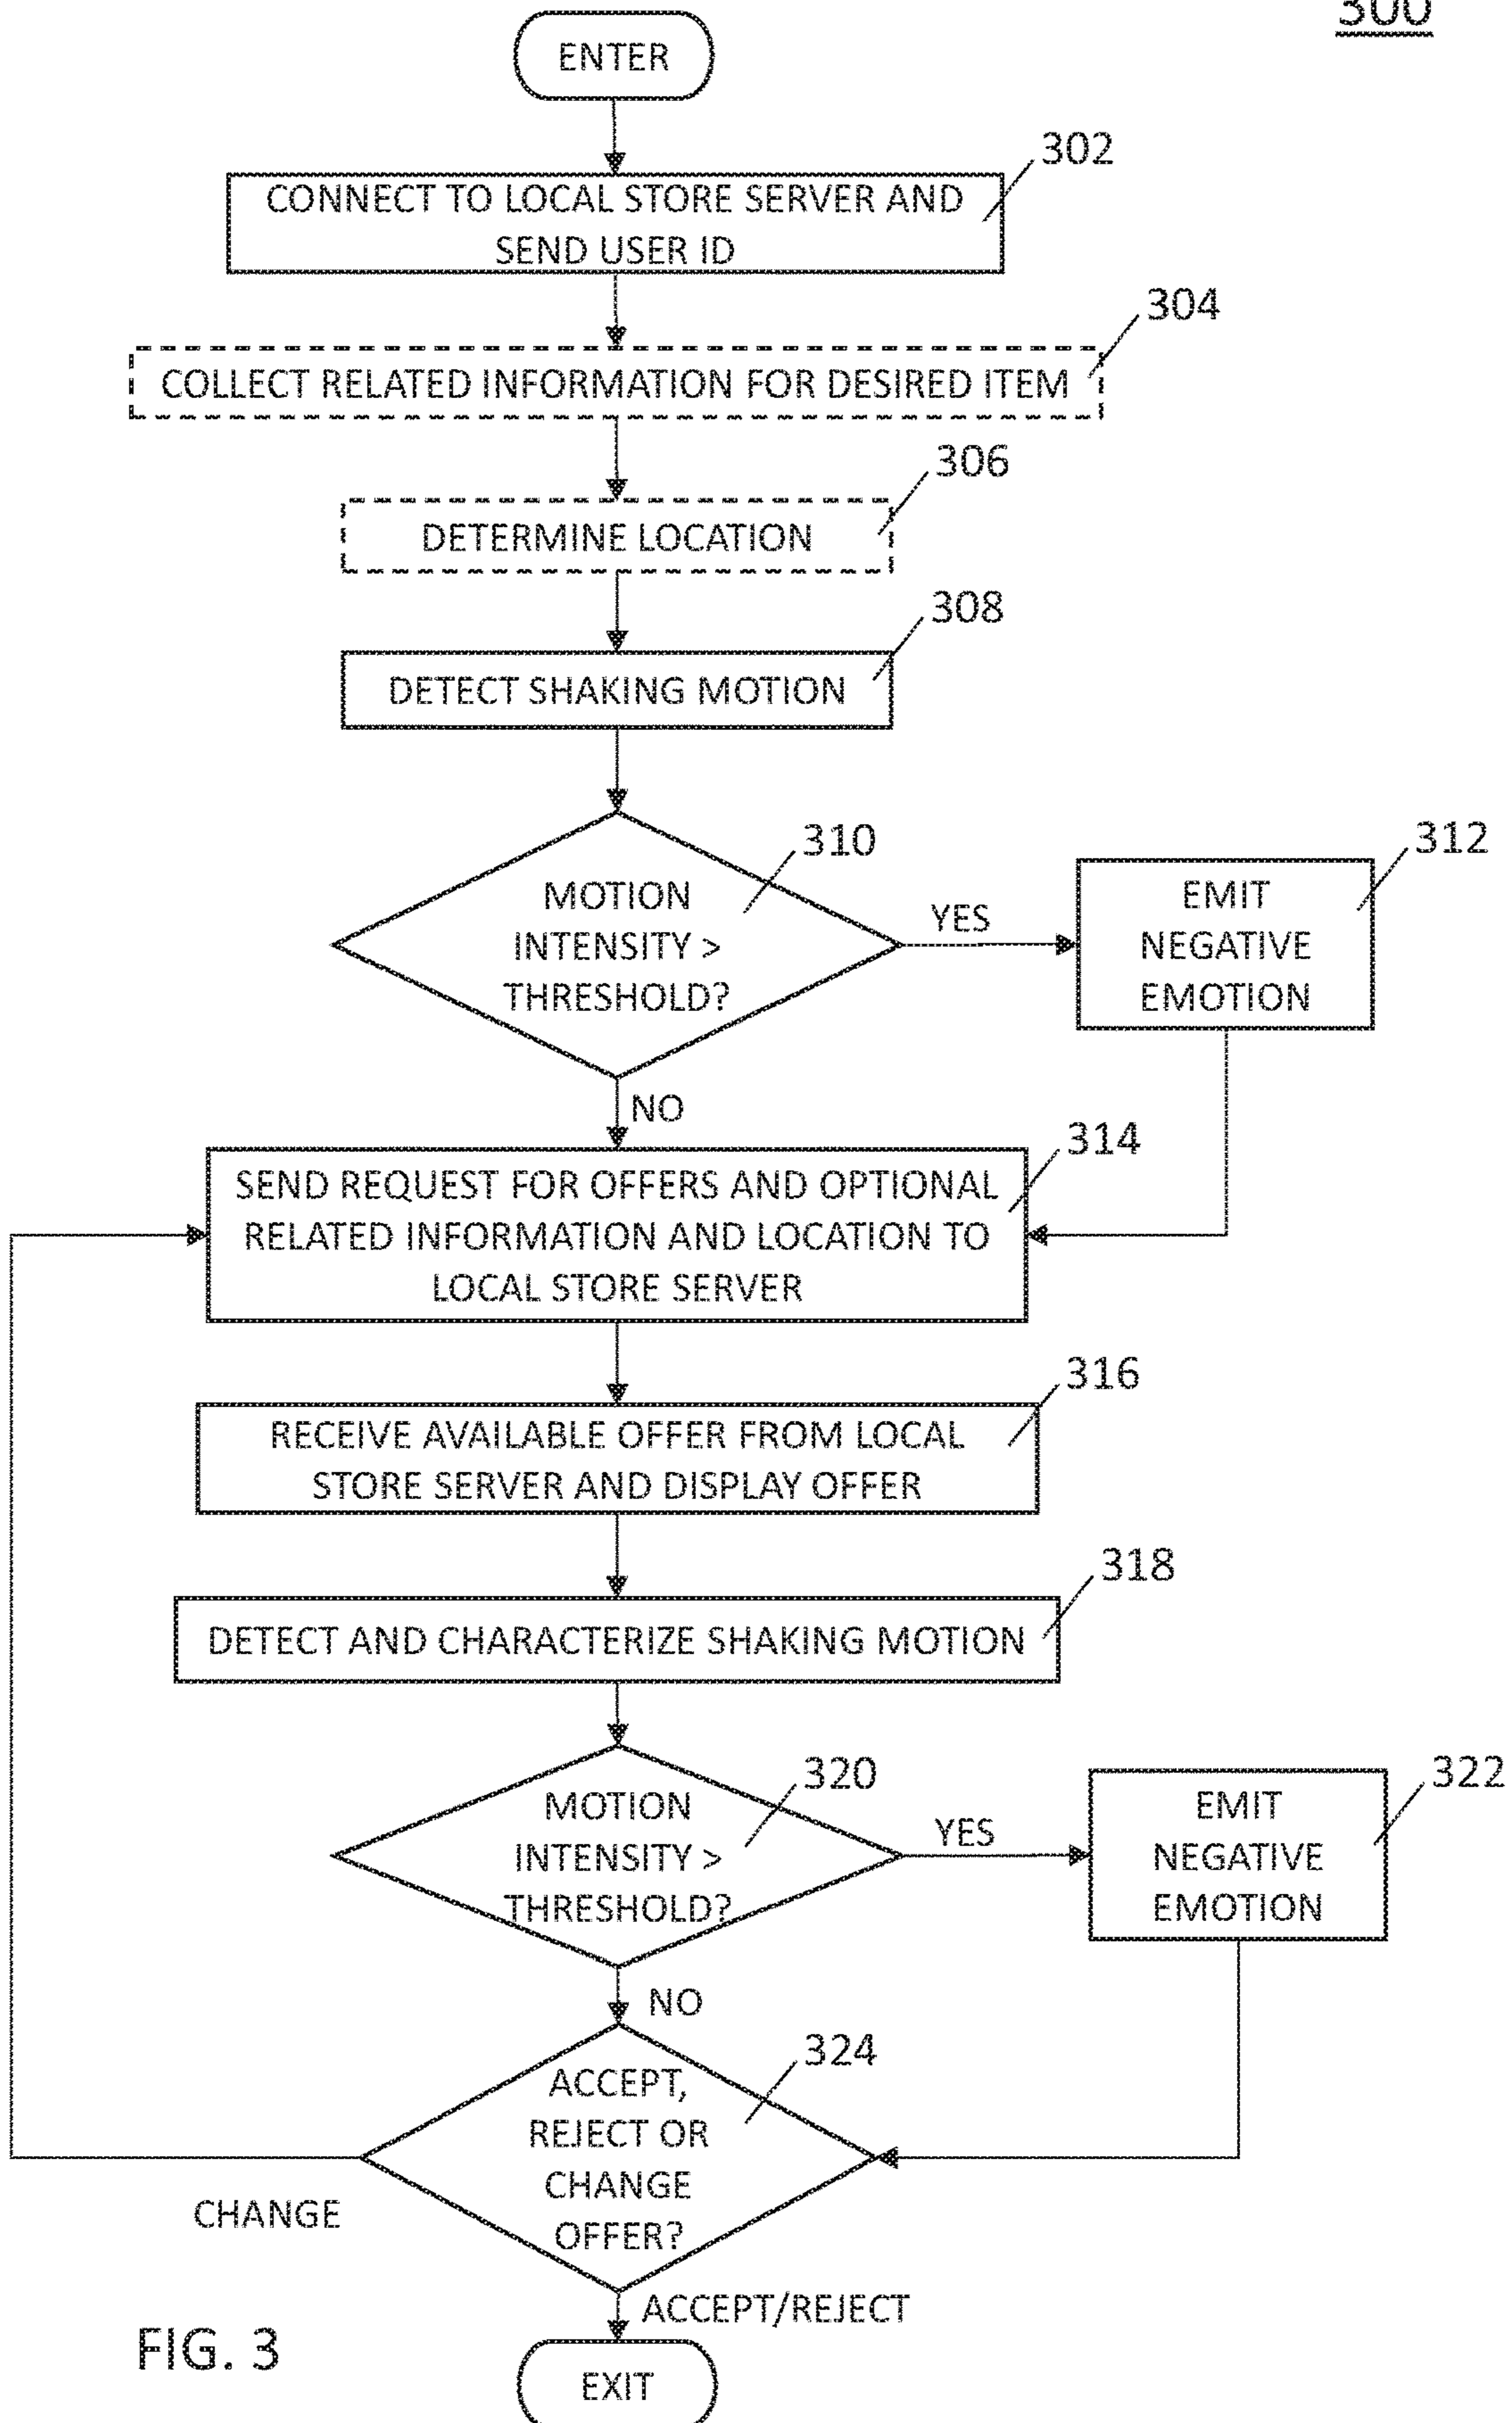 300
ENTER
302
CONNECT TO LOCAL STORE SERVER AND
SEND USER ID
304
COLLECT RELATED INFORMATION FOR DESIRED ITEM
306
DETERMINE LOCATION
308
DETECT SHAKING MOTION
310
MOTION
INTENSITY >
THRESHOLD?
YES
312
EMIT
NEGATIVE
EMOTION
NO
314
SEND REQUEST FOR OFFERS AND OPTIONAL
RELATED INFORMATION AND LOCATION TO
LOCAL STORE SERVER
316
RECEIVE AVAILABLE OFFER FROM LOCAL
STORE SERVER AND DISPLAY OFFER
318
DETECT AND CHARACTERIZE SHAKING MOTION
320
MOTION
INTENSITY >
THRESHOLD?
YES
322
EMIT
NEGATIVE
EMOTION
NO
324
ACCEPT,
REJECT OR
CHANGE
OFFER?
CHANGE
ACCEPT/REJECT
FIG. 3
EXIT